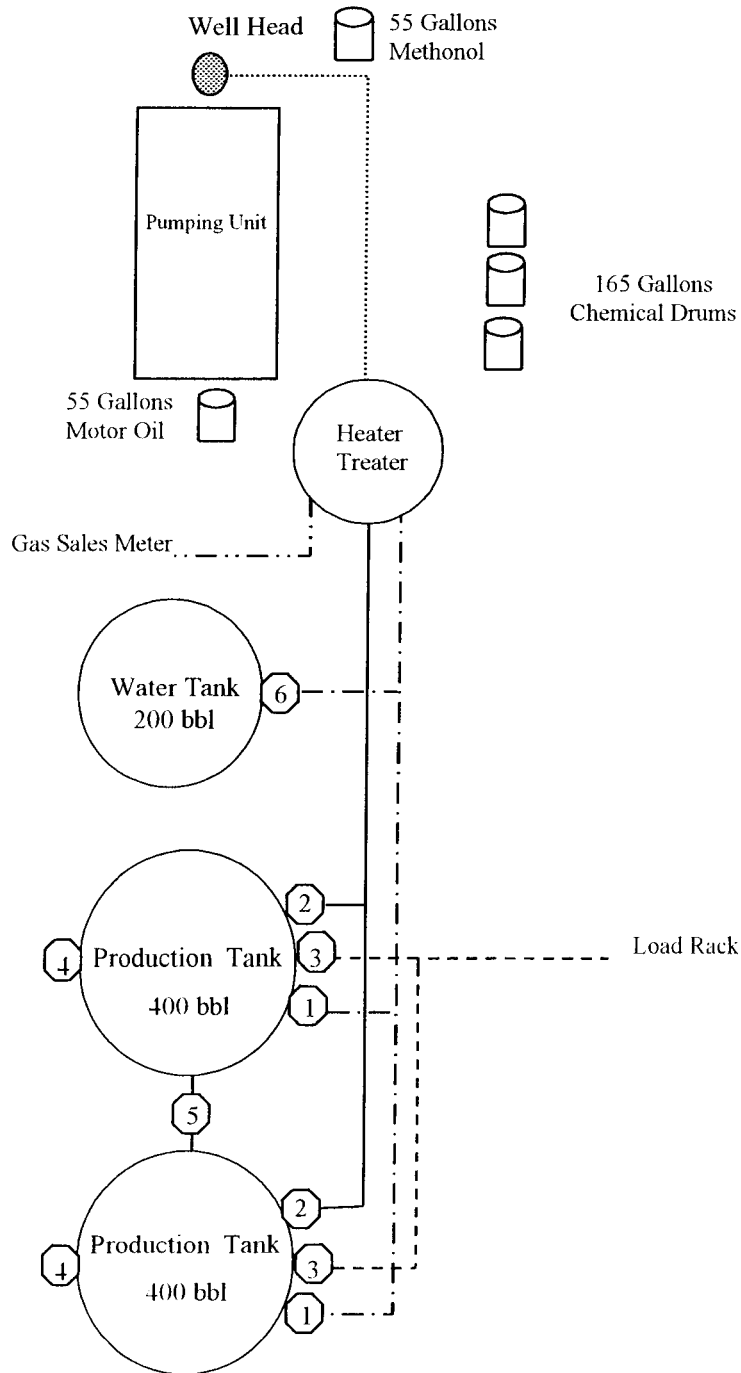 Well Head
55 Gallons
Methonol
Pumping Unit
165 Gallons
Chemical Drums
55 Gallons
Motor Oil
Heater
Treater
Gas Sales Meter
Water Tank
200 bbl
6
2
4
Production Tank
3
Load Rack
400 bbl
1
5
2
4
Production Tank
3
400 bbl
1